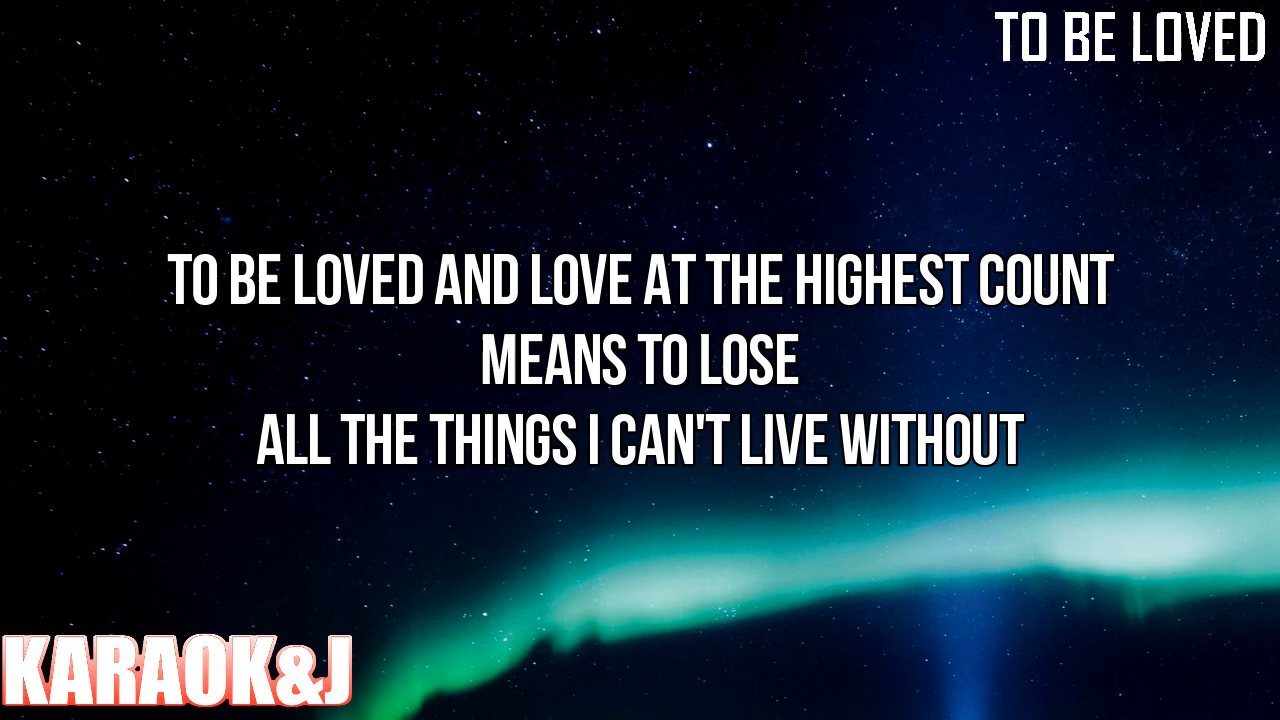 TO BE LOVED
TO BE LOVED AND LOVE AT THE HIGHEST COUNT
MEANS TO LOSE
ALL THE THINGS I CAN'T LIVE WITHOUT
KARAOK&J